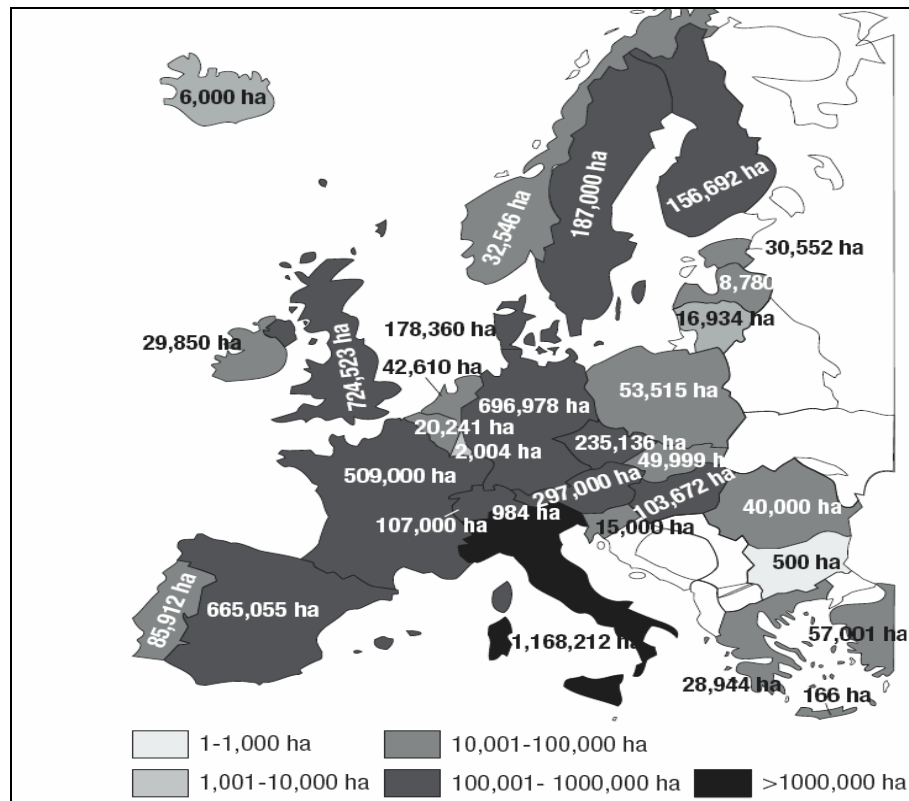 6,000 ha
187,000 ha
156,692 ha
32,546 ha
30,552 ha
8,780
16,934 ha
29,850 ha
724,523 ha
178,360 ha
42,610 ha
53,515 ha
696,978 ha
20,241 ha
235,136 ha
2,004 ha
49,999 h
509,000 ha
297,000 ha
103,672 ha
107,000 ha
984 ha
15,000 ha
40,000 ha
500 ha
85,912 ha
665,055 ha
1,168,212 ha
57,001 ha
28,944 ha
166 ha
1-1,000 ha
10,001-100,000 ha
1,001-10,000 ha
100,001- 1000,000 ha
>1000,000 ha